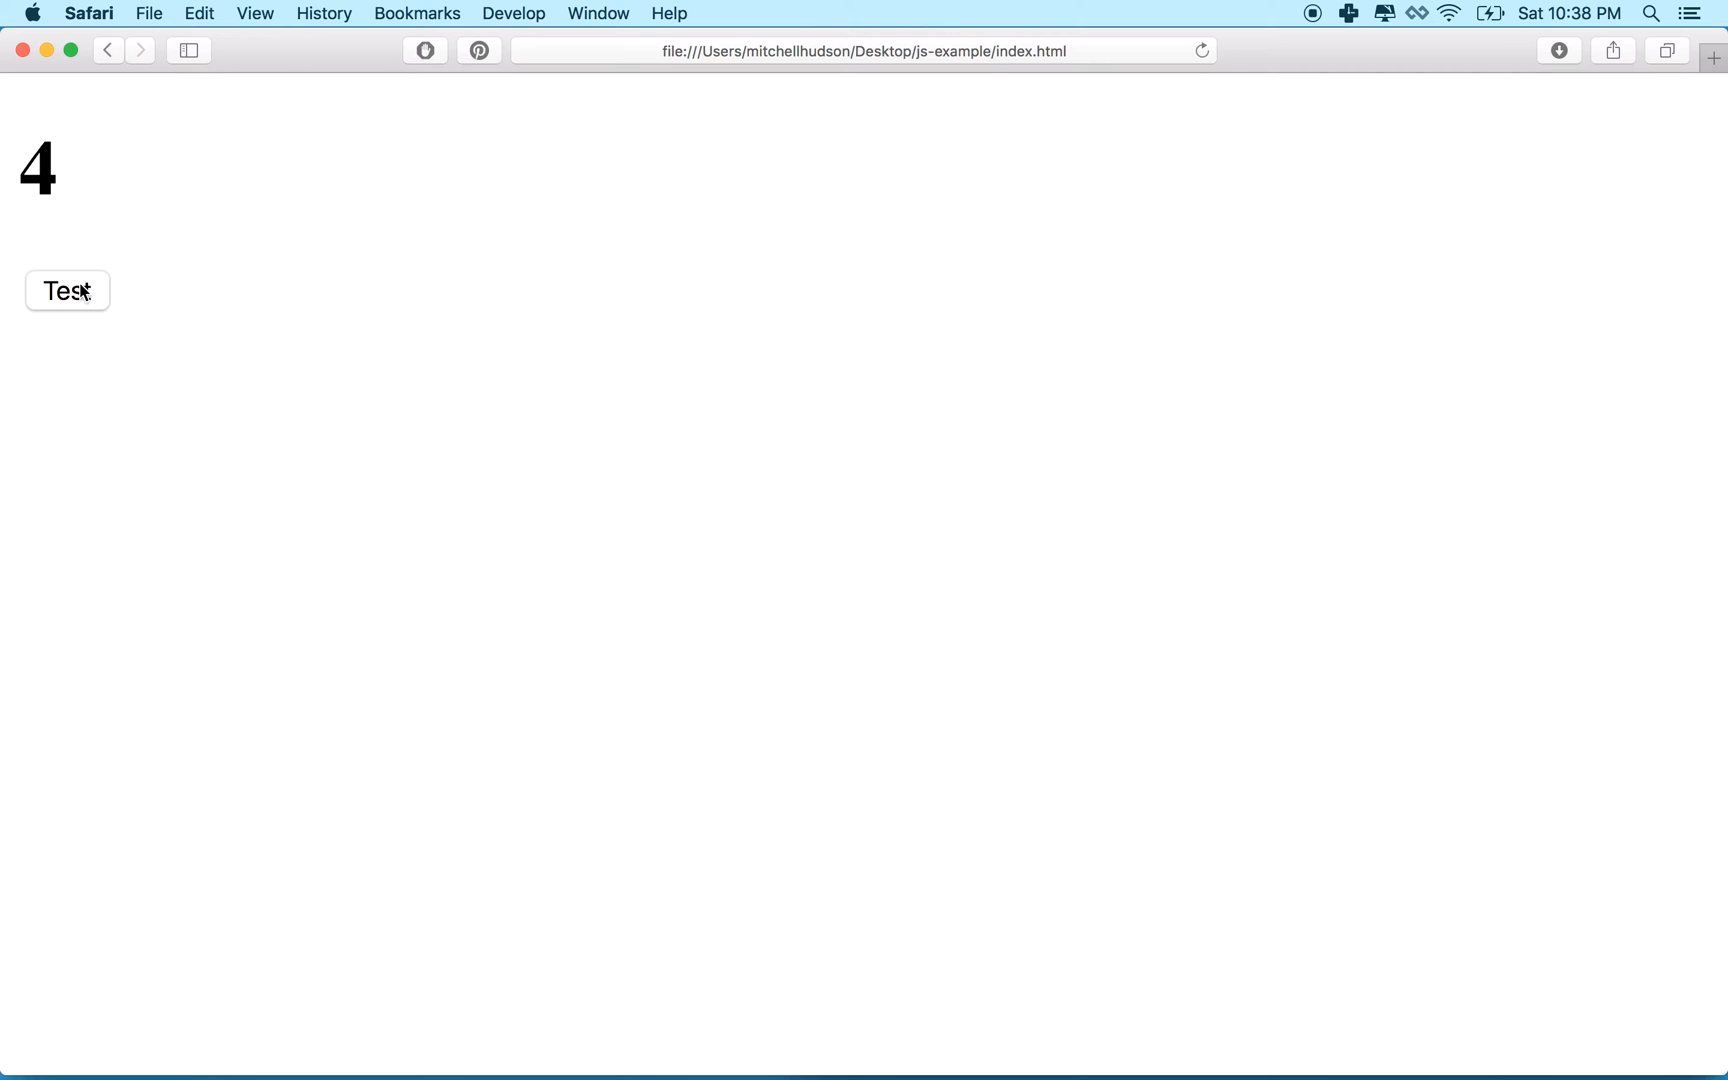 Safari File Edit View History Bookmarks Develop Window Help Sat 10:38 PM
file:///Users/mitchellhudson/Desktop/js-example/index.html
4
Test